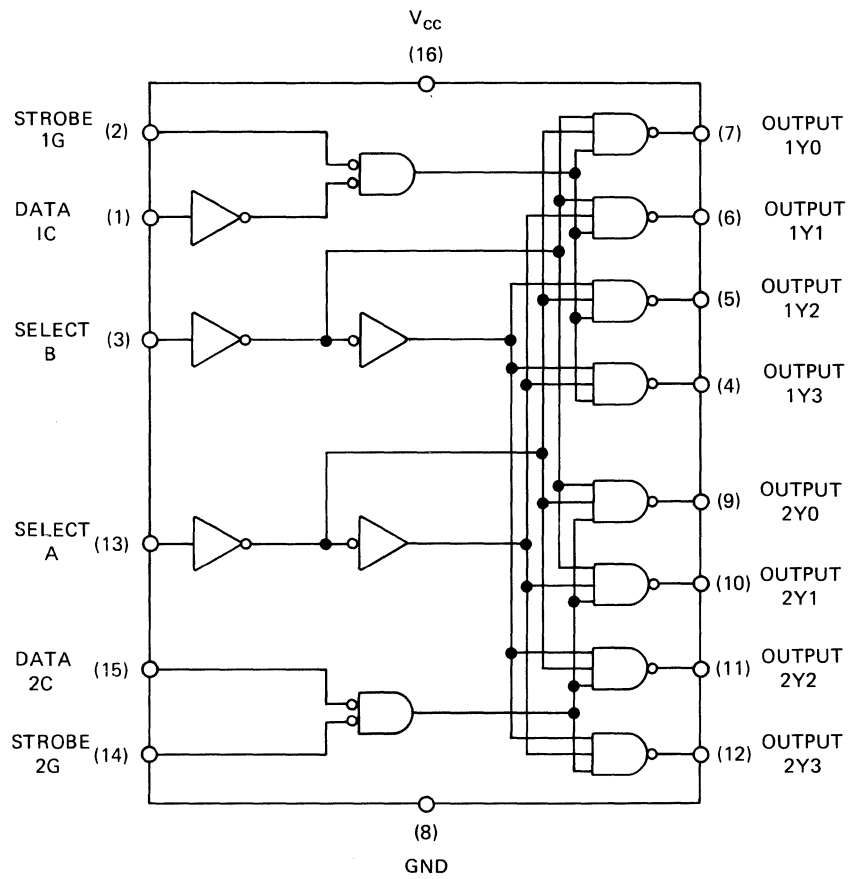 VCC
(16)
STROBE
1G
(2)
DATA
1C
(1)
SELECT
B
(3)
SELECT
A
(13)
DATA
2C
(15)
STROBE
2G
(14)
(7)
OUTPUT
1Y0
(6)
OUTPUT
1Y1
(5)
OUTPUT
1Y2
(4)
OUTPUT
1Y3
(9)
OUTPUT
2Y0
(10)
OUTPUT
2Y1
(11)
OUTPUT
2Y2
(12)
OUTPUT
2Y3
(8)
GND